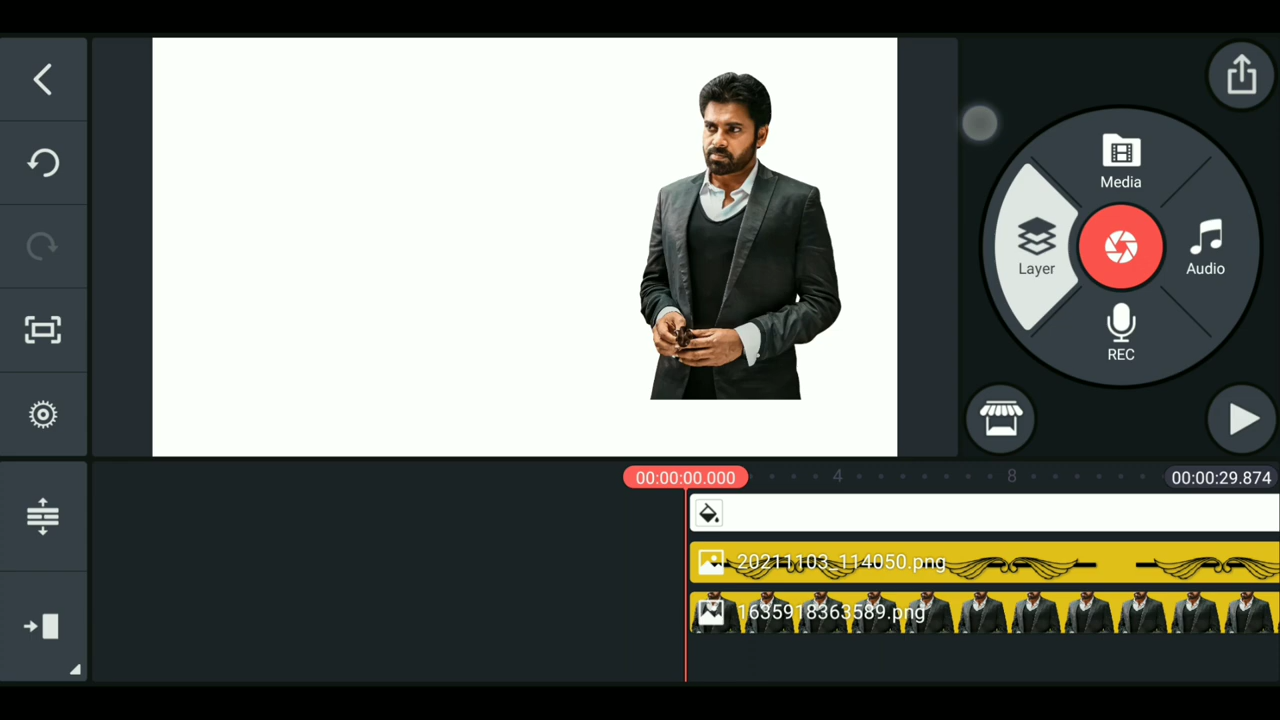 Media
Layer
Audio
REC
00:00:00.000
4
8
00:00:29.874
20211103_114050.png
1635918363589.png